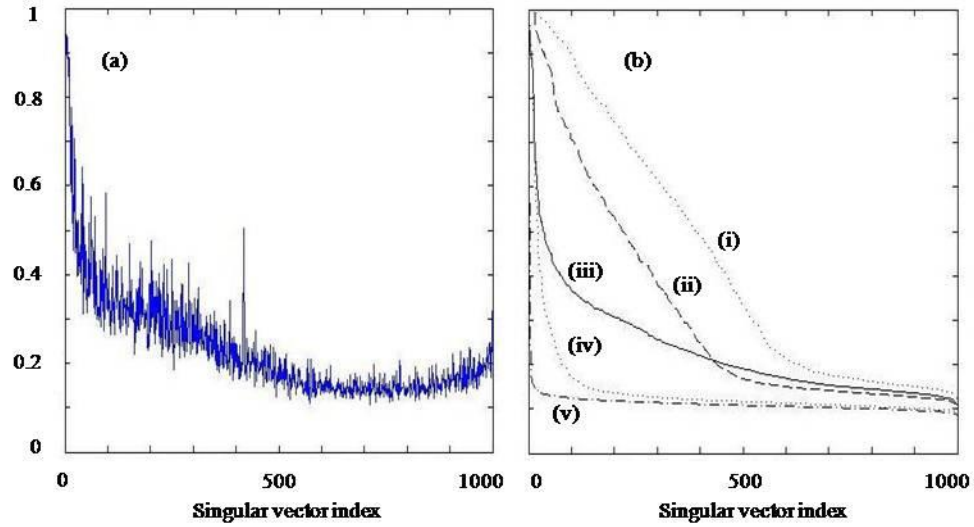 1
0.8
0.6
0.4
0.2
0
(a)
0
500
1000
Singular vector index
(b)
(i)
(ii)
(iii)
(iv)
(v)
0
500
1000
Singular vector index